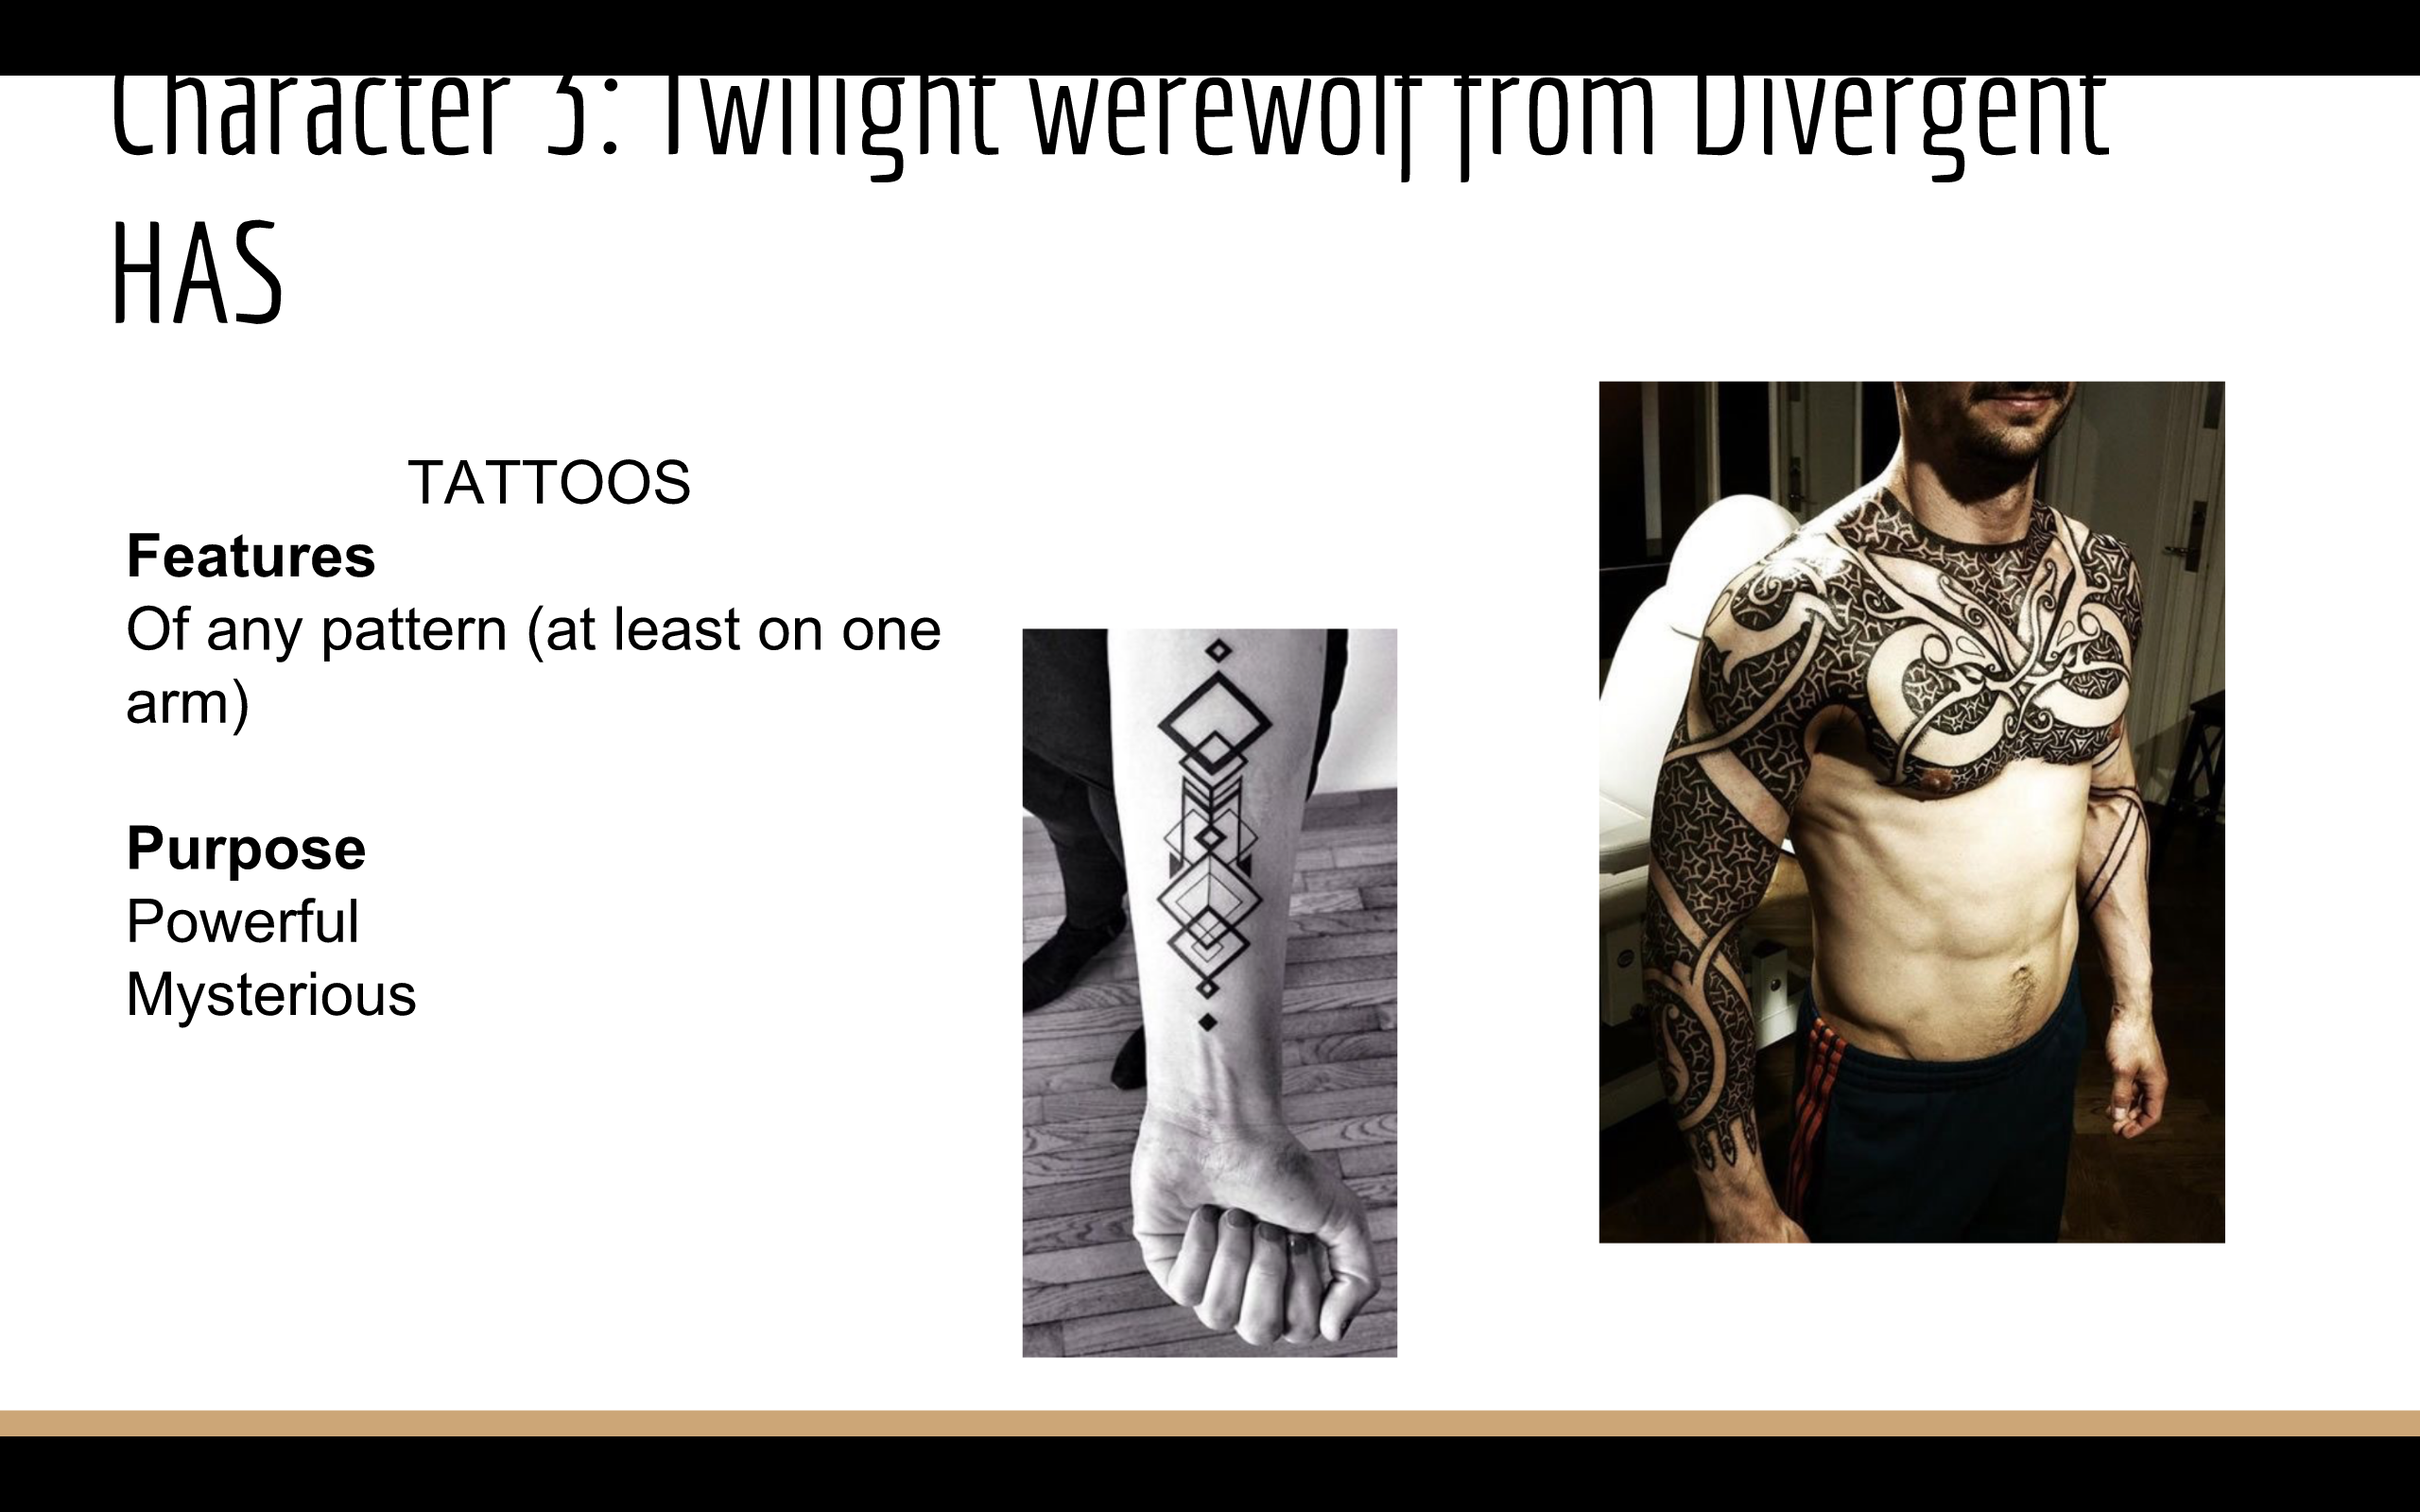 Character 3: Twilight werewolf from Divergent
HAS
TATTOOS
Features
Of any pattern (at least on one
arm)
Purpose
Powerful
Mysterious